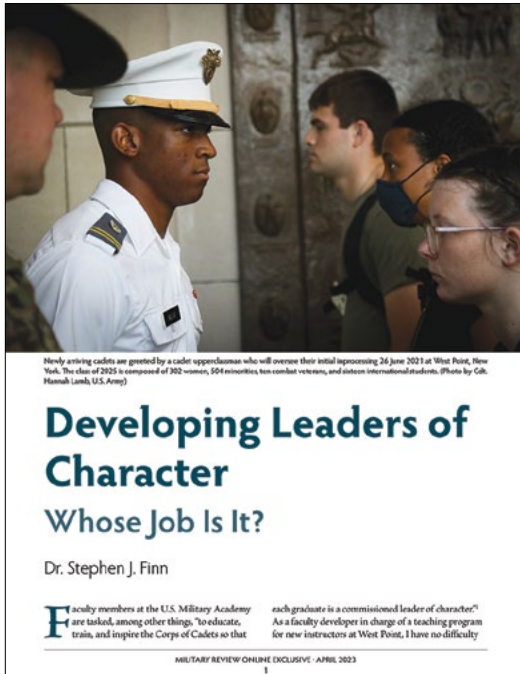 Newly arriving cadets are greeted by a cadet upperclassman who will oversee their initial inprocessing 26 June 2021 at West Point, New
York. The class of 2025 is composed of 302 women, 504 minorities, ten combat veterans, and sixteen international students. (Photo by Cdt.
Hannah Lamb, U.S. Army)
Developing Leaders of
Character
Whose Job Is It?
Dr. Stephen J. Finn
Faculty members at the U.S. Military Academy
are tasked, among other things, “to educate,
train, and inspire the Corps of Cadets so that
each graduate is a commissioned leader of character.”1
As a faculty developer in charge of a teaching program
for new instructors at West Point, I have no difficulty
MILITARY REVIEW ONLINE EXCLUSIVE · APRIL 2023
1